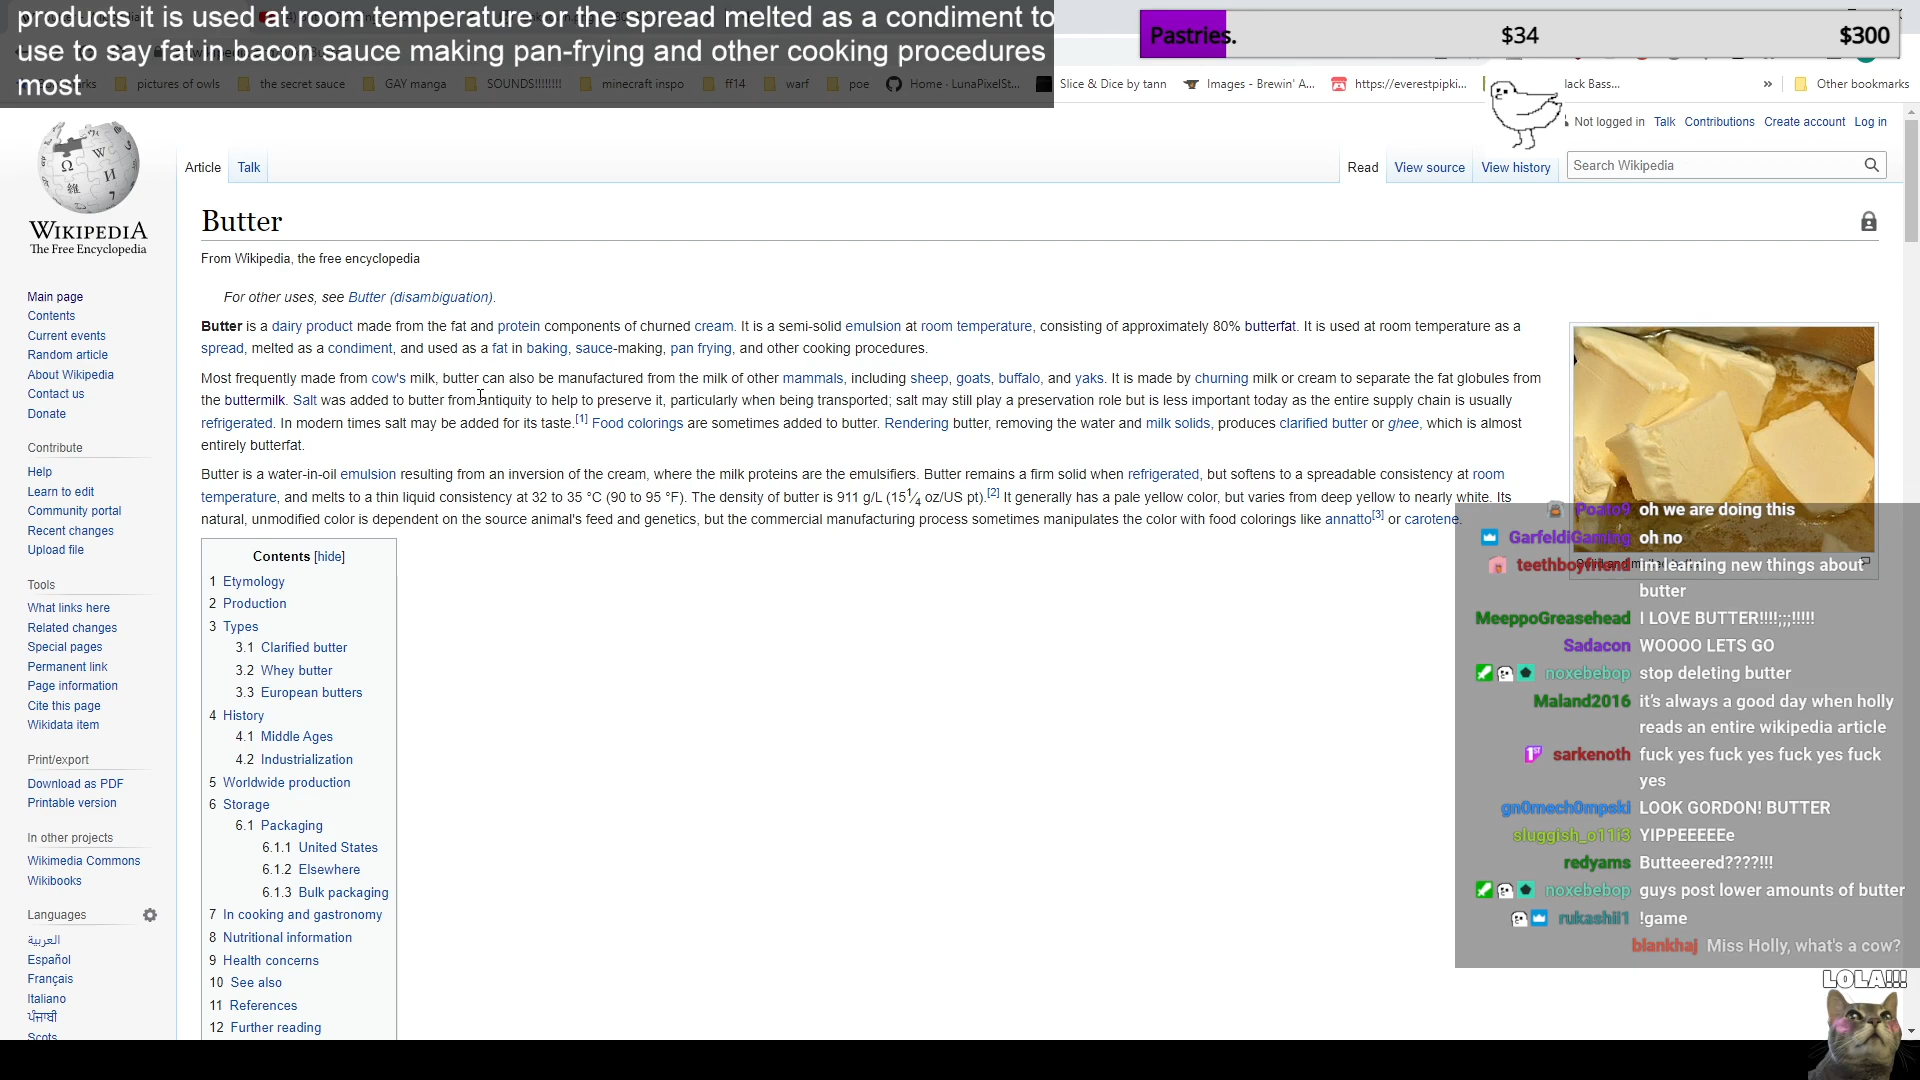 products it is used at room temperature or the spread melted as a condiment to
use to say fat in bacon sauce making pan-frying and other cooking procedures
most
Pastries. $34 $300
pictures of owls the secret sauce GAY manga SOUNDS!!!!!!!! minecraft inspo ff14 warf poe Home · LunaPixelSt... Slice & Dice by tann Images - Brewin' A... https://everestpipki... lack Bass... » Other bookmarks
Not logged in Talk Contributions Create account Log in
Article Talk Read View source View history Search Wikipedia
WIKIPEDIA
The Free Encyclopedia
Main page
Contents
Current events
Random article
About Wikipedia
Contact us
Donate
Contribute
Help
Learn to edit
Community portal
Recent changes
Upload file
Tools
What links here
Related changes
Special pages
Permanent link
Page information
Cite this page
Wikidata item
Print/export
Download as PDF
Printable version
In other projects
Wikimedia Commons
Wikibooks
Languages
العربية
Español
Français
Italiano
ਪੰਜਾਬੀ
Scots
Butter
From Wikipedia, the free encyclopedia
For other uses, see Butter (disambiguation).
Butter is a dairy product made from the fat and protein components of churned cream. It is a semi-solid emulsion at room temperature, consisting of approximately 80% butterfat. It is used at room temperature as a
spread, melted as a condiment, and used as a fat in baking, sauce-making, pan frying, and other cooking procedures.
Most frequently made from cow's milk, butter can also be manufactured from the milk of other mammals, including sheep, goats, buffalo, and yaks. It is made by churning milk or cream to separate the fat globules from
the buttermilk. Salt was added to butter from antiquity to help to preserve it, particularly when being transported; salt may still play a preservation role but is less important today as the entire supply chain is usually
refrigerated. In modern times salt may be added for its taste.[1] Food colorings are sometimes added to butter. Rendering butter, removing the water and milk solids, produces clarified butter or ghee, which is almost
entirely butterfat.
Butter is a water-in-oil emulsion resulting from an inversion of the cream, where the milk proteins are the emulsifiers. Butter remains a firm solid when refrigerated, but softens to a spreadable consistency at room
temperature, and melts to a thin liquid consistency at 32 to 35 °C (90 to 95 °F). The density of butter is 911 g/L (15 1⁄4 oz/US pt).[2] It generally has a pale yellow color, but varies from deep yellow to nearly white. Its
natural, unmodified color is dependent on the source animal's feed and genetics, but the commercial manufacturing process sometimes manipulates the color with food colorings like annatto[3] or carotene.
Contents [hide]
1 Etymology
2 Production
3 Types
3.1 Clarified butter
3.2 Whey butter
3.3 European butters
4 History
4.1 Middle Ages
4.2 Industrialization
5 Worldwide production
6 Storage
6.1 Packaging
6.1.1 United States
6.1.2 Elsewhere
6.1.3 Bulk packaging
7 In cooking and gastronomy
8 Nutritional information
9 Health concerns
10 See also
11 References
12 Further reading
Poato9 oh we are doing this
GarfeldiGaming oh no
teethboyfriend im learning new things about
butter
MeeppoGreasehead I LOVE BUTTER!!!!;;;!!!!!
Sadacon WOOOO LETS GO
noxebebop stop deleting butter
Maland2016 it's always a good day when holly
reads an entire wikipedia article
sarkenoth fuck yes fuck yes fuck yes fuck
yes
gn0mech0mpski LOOK GORDON! BUTTER
sluggish_o11i3 YIPPEEEEEe
redyams Butteeered????!!!
noxebebop guys post lower amounts of butter
rukashii1 !game
blankhaj Miss Holly, what's a cow?
LOLA!!!